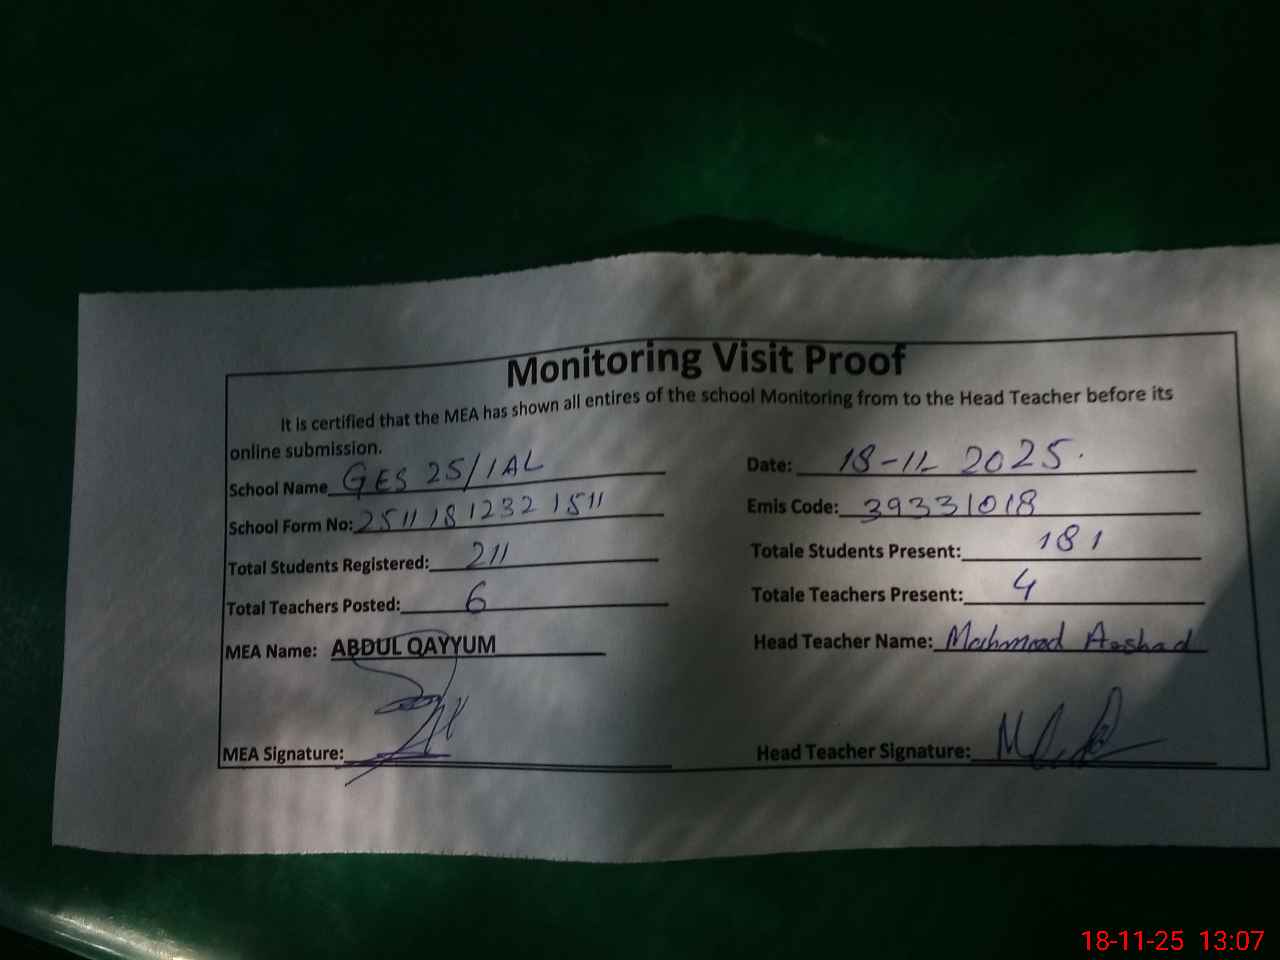 Monitoring Visit Proof
It is certified that the MEA has shown all entires of the school Monitoring from to the Head Teacher before its
online submission.
School Name GES 25/1AL Date: 18-11-2025.
School Form No: 2511181232 1511 Emis Code: 39331018
Total Students Registered: 211 Totale Students Present: 181
Total Teachers Posted: 6 Totale Teachers Present: 4
MEA Name: ABDUL QAYYUM Head Teacher Name: Mahmood Arshad
MEA Signature: Head Teacher Signature:
18-11-25 13:07